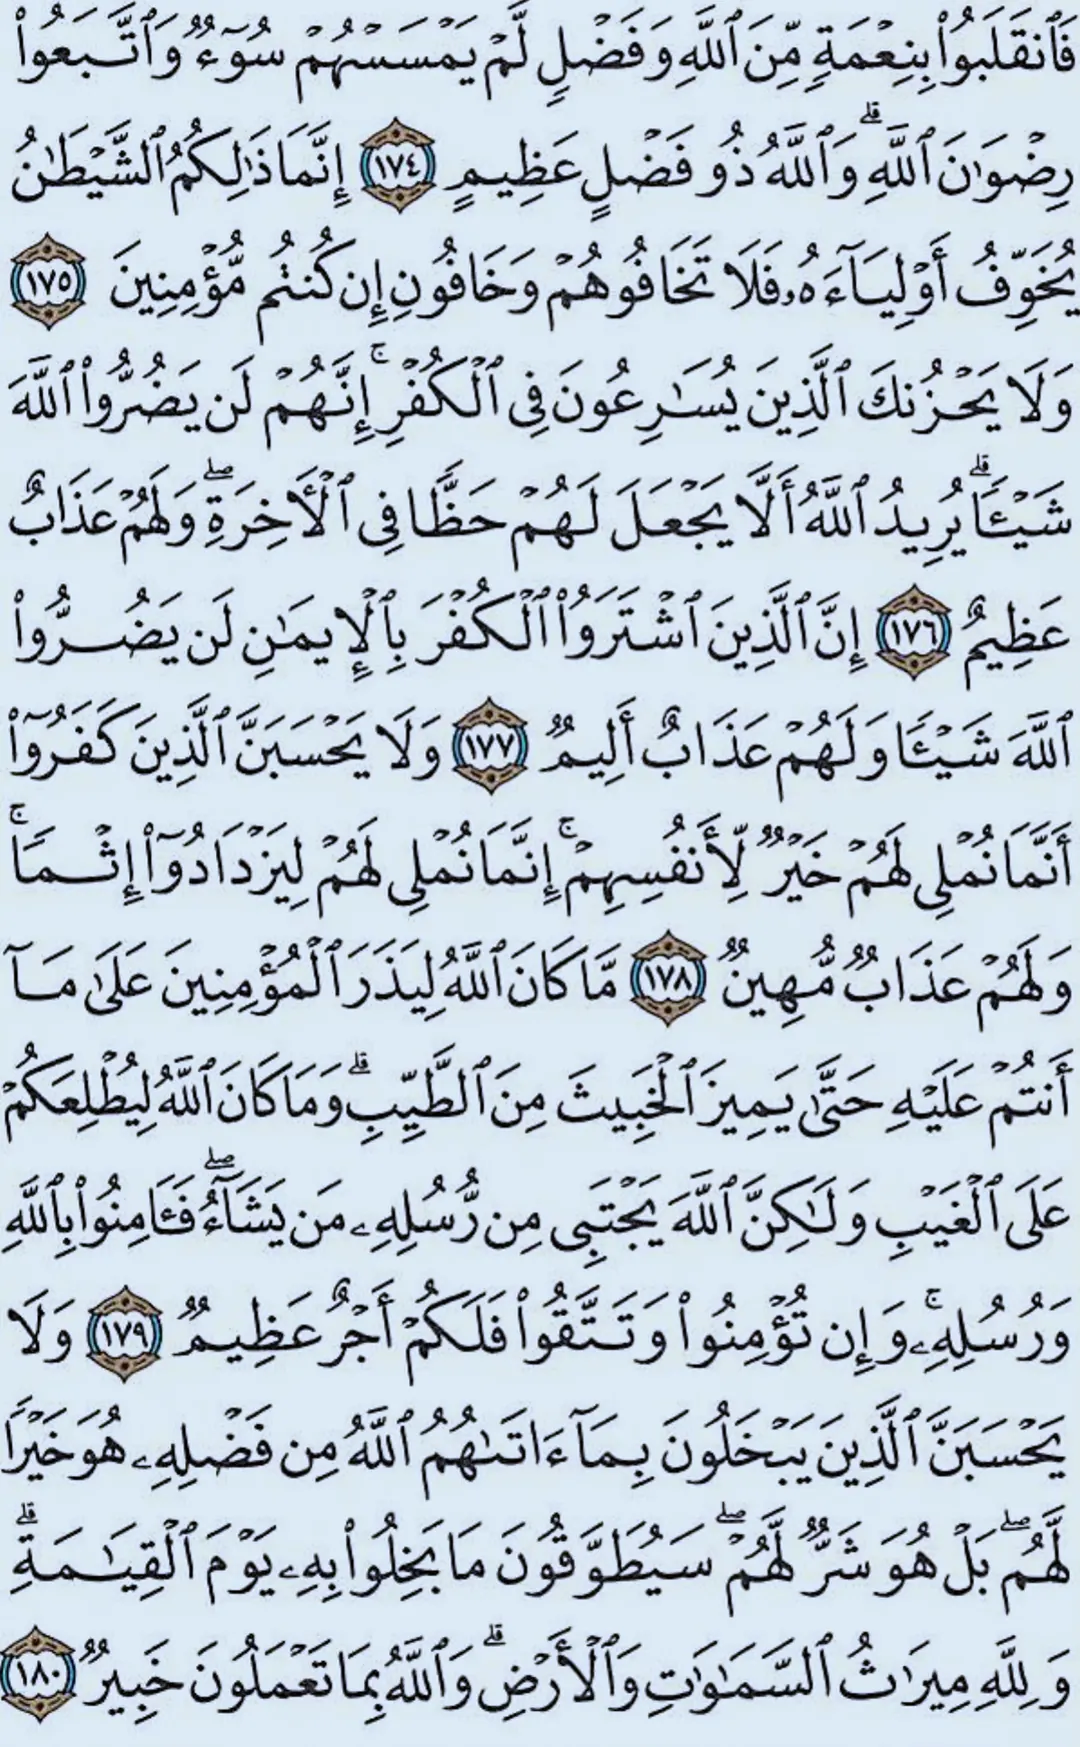 فَٱنقَلَبُوا۟ بِنِعْمَةٍ مِّنَ ٱللَّهِ وَفَضْلٍ لَّمْ يَمْسَسْهُمْ سُوٓءٌ وَٱتَّبَعُوا۟
رِضْوَٰنَ ٱللَّهِ ۗ وَٱللَّهُ ذُو فَضْلٍ عَظِيمٍ ١٧٤ إِنَّمَا ذَٰلِكُمُ ٱلشَّيْطَٰنُ
يُخَوِّفُ أَوْلِيَآءَهُۥ فَلَا تَخَافُوهُمْ وَخَافُونِ إِن كُنتُم مُّؤْمِنِينَ ١٧٥
وَلَا يَحْزُنكَ ٱلَّذِينَ يُسَٰرِعُونَ فِى ٱلْكُفْرِ ۚ إِنَّهُمْ لَن يَضُرُّوا۟ ٱللَّهَ
شَيْـًٔا ۗ يُرِيدُ ٱللَّهُ أَلَّا يَجْعَلَ لَهُمْ حَظًّا فِى ٱلْـَٔاخِرَةِ ۖ وَلَهُمْ عَذَابٌ
عَظِيمٌ ١٧٦ إِنَّ ٱلَّذِينَ ٱشْتَرَوُا۟ ٱلْكُفْرَ بِٱلْإِيمَٰنِ لَن يَضُرُّوا۟
ٱللَّهَ شَيْـًٔا وَلَهُمْ عَذَابٌ أَلِيمٌ ١٧٧ وَلَا يَحْسَبَنَّ ٱلَّذِينَ كَفَرُوٓا۟
أَنَّمَا نُمْلِى لَهُمْ خَيْرٌ لِّأَنفُسِهِمْ ۚ إِنَّمَا نُمْلِى لَهُمْ لِيَزْدَادُوٓا۟ إِثْمًا ۚ
وَلَهُمْ عَذَابٌ مُّهِينٌ ١٧٨ مَّا كَانَ ٱللَّهُ لِيَذَرَ ٱلْمُؤْمِنِينَ عَلَىٰ مَآ
أَنتُمْ عَلَيْهِ حَتَّىٰ يَمِيزَ ٱلْخَبِيثَ مِنَ ٱلطَّيِّبِ ۗ وَمَا كَانَ ٱللَّهُ لِيُطْلِعَكُمْ
عَلَى ٱلْغَيْبِ وَلَٰكِنَّ ٱللَّهَ يَجْتَبِى مِن رُّسُلِهِۦ مَن يَشَآءُ ۖ فَـَٔامِنُوا۟ بِٱللَّهِ
وَرُسُلِهِۦ ۚ وَإِن تُؤْمِنُوا۟ وَتَتَّقُوا۟ فَلَكُمْ أَجْرٌ عَظِيمٌ ١٧٩ وَلَا
يَحْسَبَنَّ ٱلَّذِينَ يَبْخَلُونَ بِمَآ ءَاتَىٰهُمُ ٱللَّهُ مِن فَضْلِهِۦ هُوَ خَيْرًا
لَّهُم ۖ بَلْ هُوَ شَرٌّ لَّهُمْ ۖ سَيُطَوَّقُونَ مَا بَخِلُوا۟ بِهِۦ يَوْمَ ٱلْقِيَٰمَةِ ۗ
وَلِلَّهِ مِيرَٰثُ ٱلسَّمَٰوَٰتِ وَٱلْأَرْضِ ۗ وَٱللَّهُ بِمَا تَعْمَلُونَ خَبِيرٌ ١٨٠